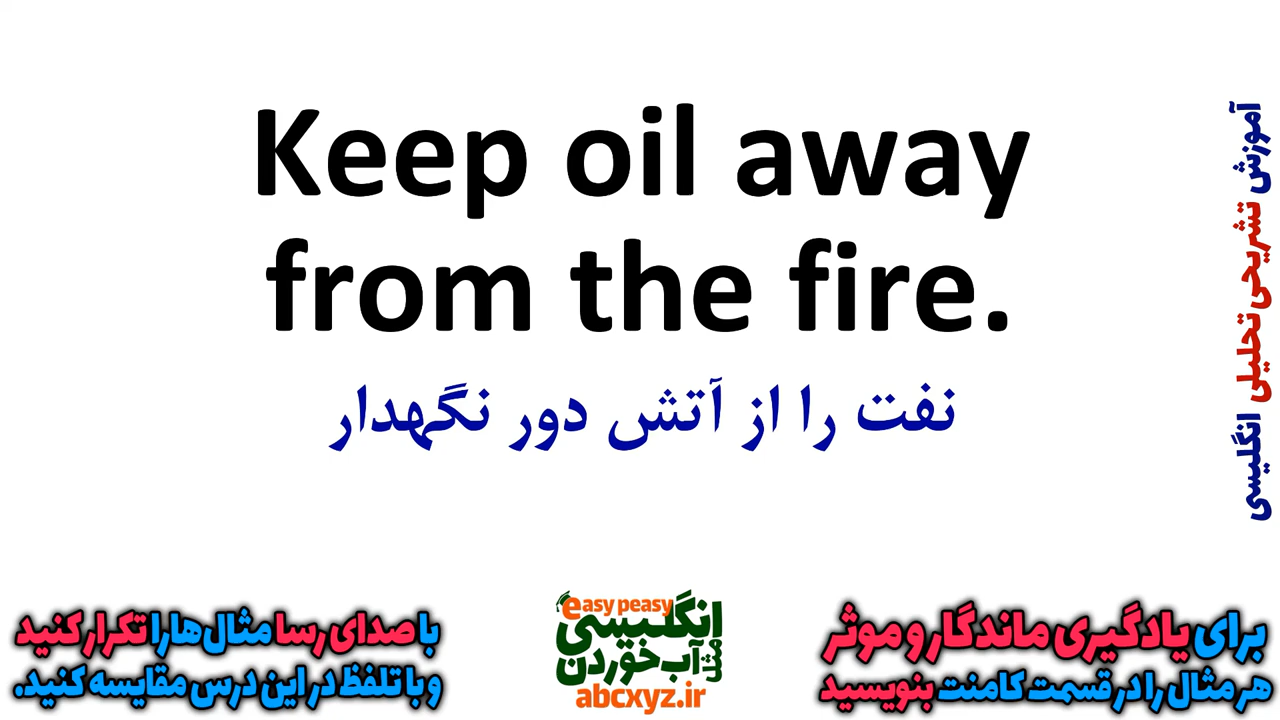 Keep oil away
from the fire.
نفت را از آتش دور نگهدار
آموزش تشریحی تحلیلی انگلیسی
برای یادگیری ماندگار و موثر
هر مثال را در قسمت کامنت بنویسید
easy peasy
انگلیسی
مثل
آب خوردن
abcxyz.ir
با صدای رسا مثال‌ها را تکرار کنید
و با تلفظ در این درس مقایسه کنید.